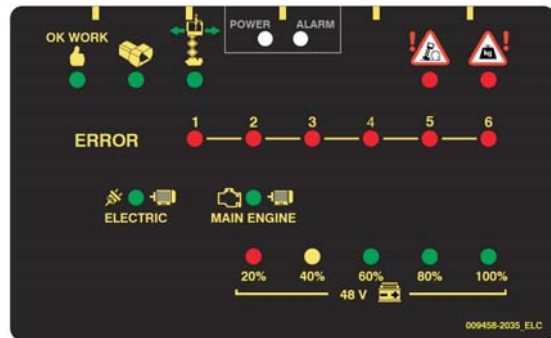 POWER ALARM
OK WORK
! !
kg
1 2 3 4 5 6
ERROR
ELECTRIC MAIN ENGINE
20% 40% 60% 80% 100%
48 V
009458-2035_ELC